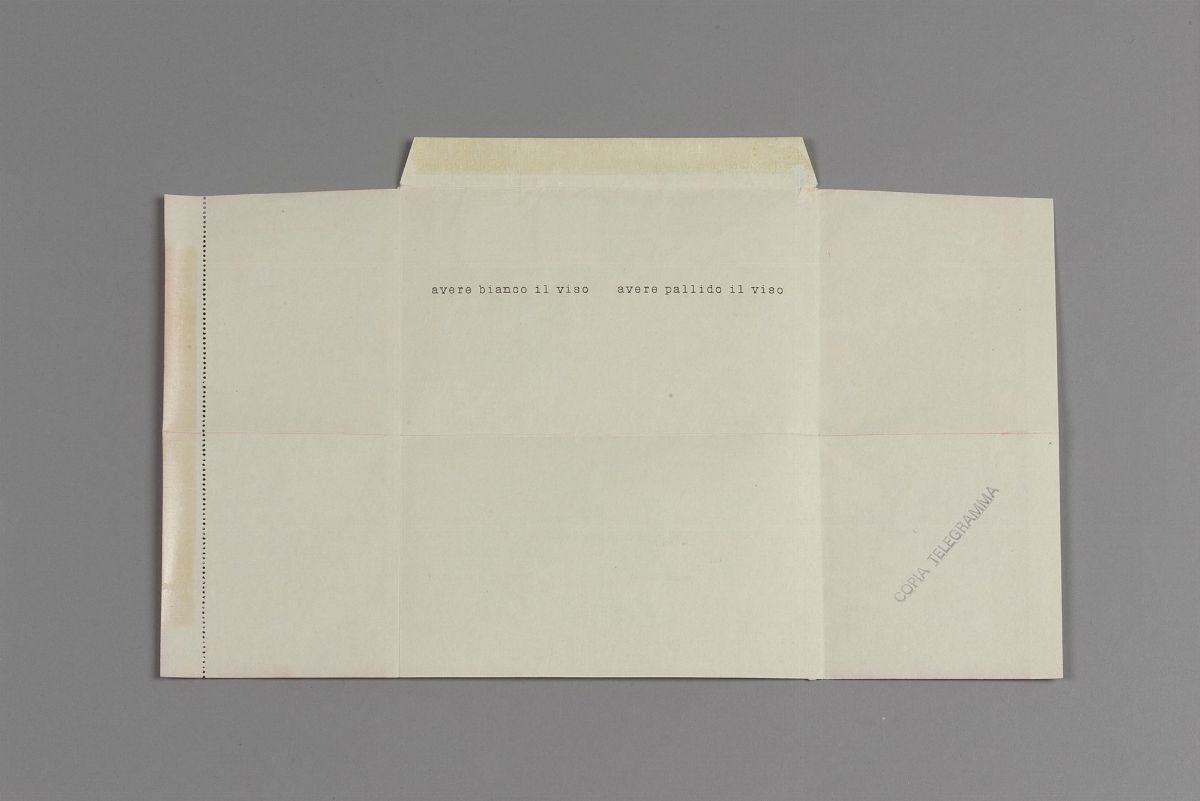 avere bianco il viso avere pallido il viso
COPIA TELEGRAMMA